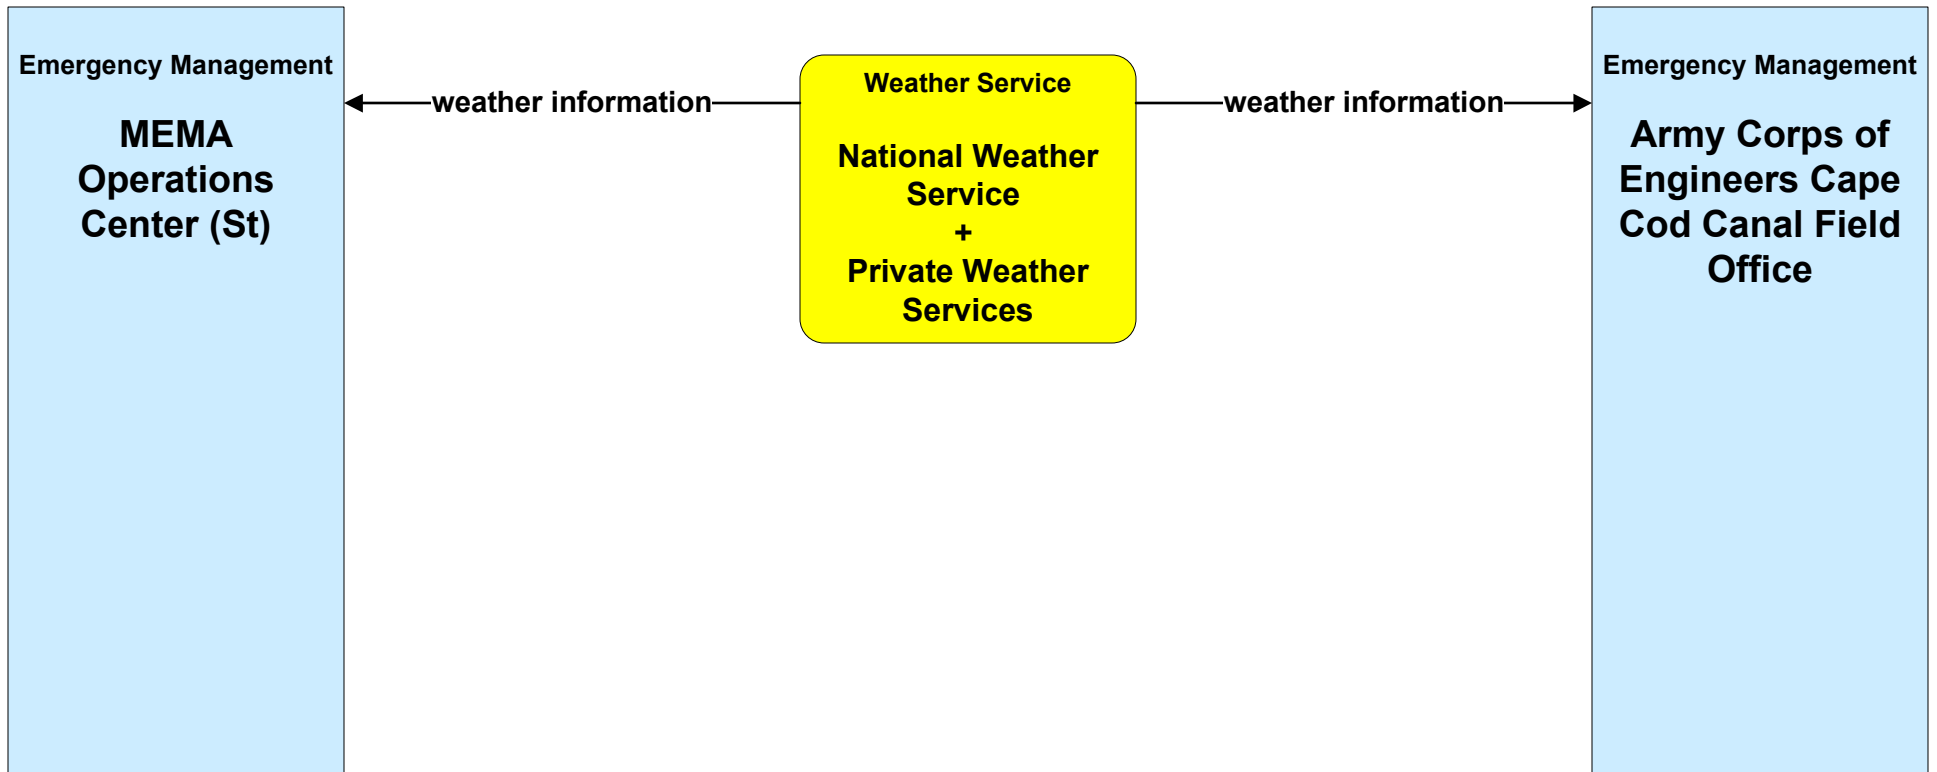 Emergency Management
MEMA
Operations
Center (St)
weather information
Weather Service
National Weather
Service
+
Private Weather
Services
weather information
Emergency Management
Army Corps of
Engineers Cape
Cod Canal Field
Office